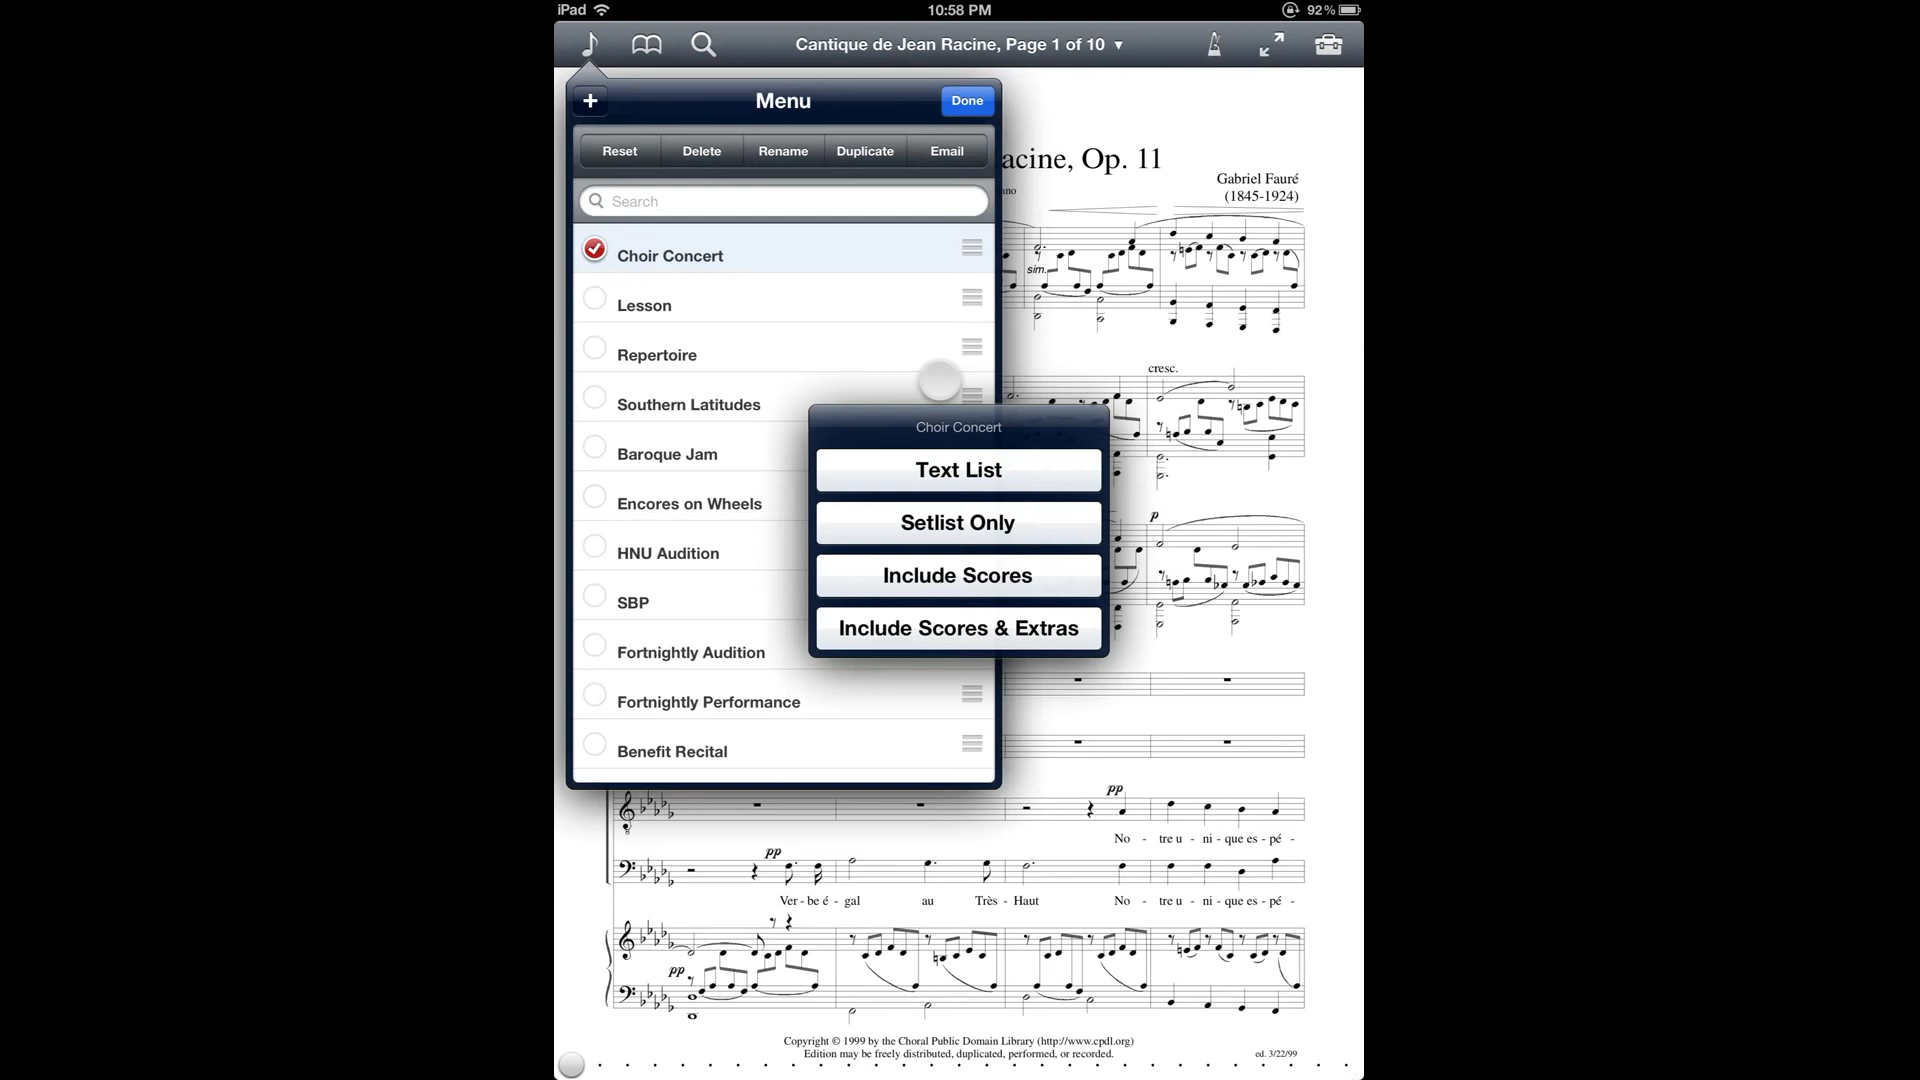 iPad
10:58 PM
92%
Cantique de Jean Racine, Page 1 of 10 ▼
+
Menu
Done
Reset
Delete
Rename
Duplicate
Email
Search
Choir Concert
Lesson
Repertoire
Southern Latitudes
Baroque Jam
Encores on Wheels
HNU Audition
SBP
Fortnightly Audition
Fortnightly Performance
Benefit Recital
Choir Concert
Text List
Setlist Only
Include Scores
Include Scores & Extras
acine, Op. 11
Gabriel Fauré
(1845-1924)
sim.
cresc.
p
pp
No - tre u - ni - que es - pé -
pp
Ver - be é - gal au Très - Haut No - tre u - ni - que es - pé -
pp
Copyright © 1999 by the Choral Public Domain Library (http://www.cpdl.org)
Edition may be freely distributed, duplicated, performed, or recorded.
ed. 3/22/99